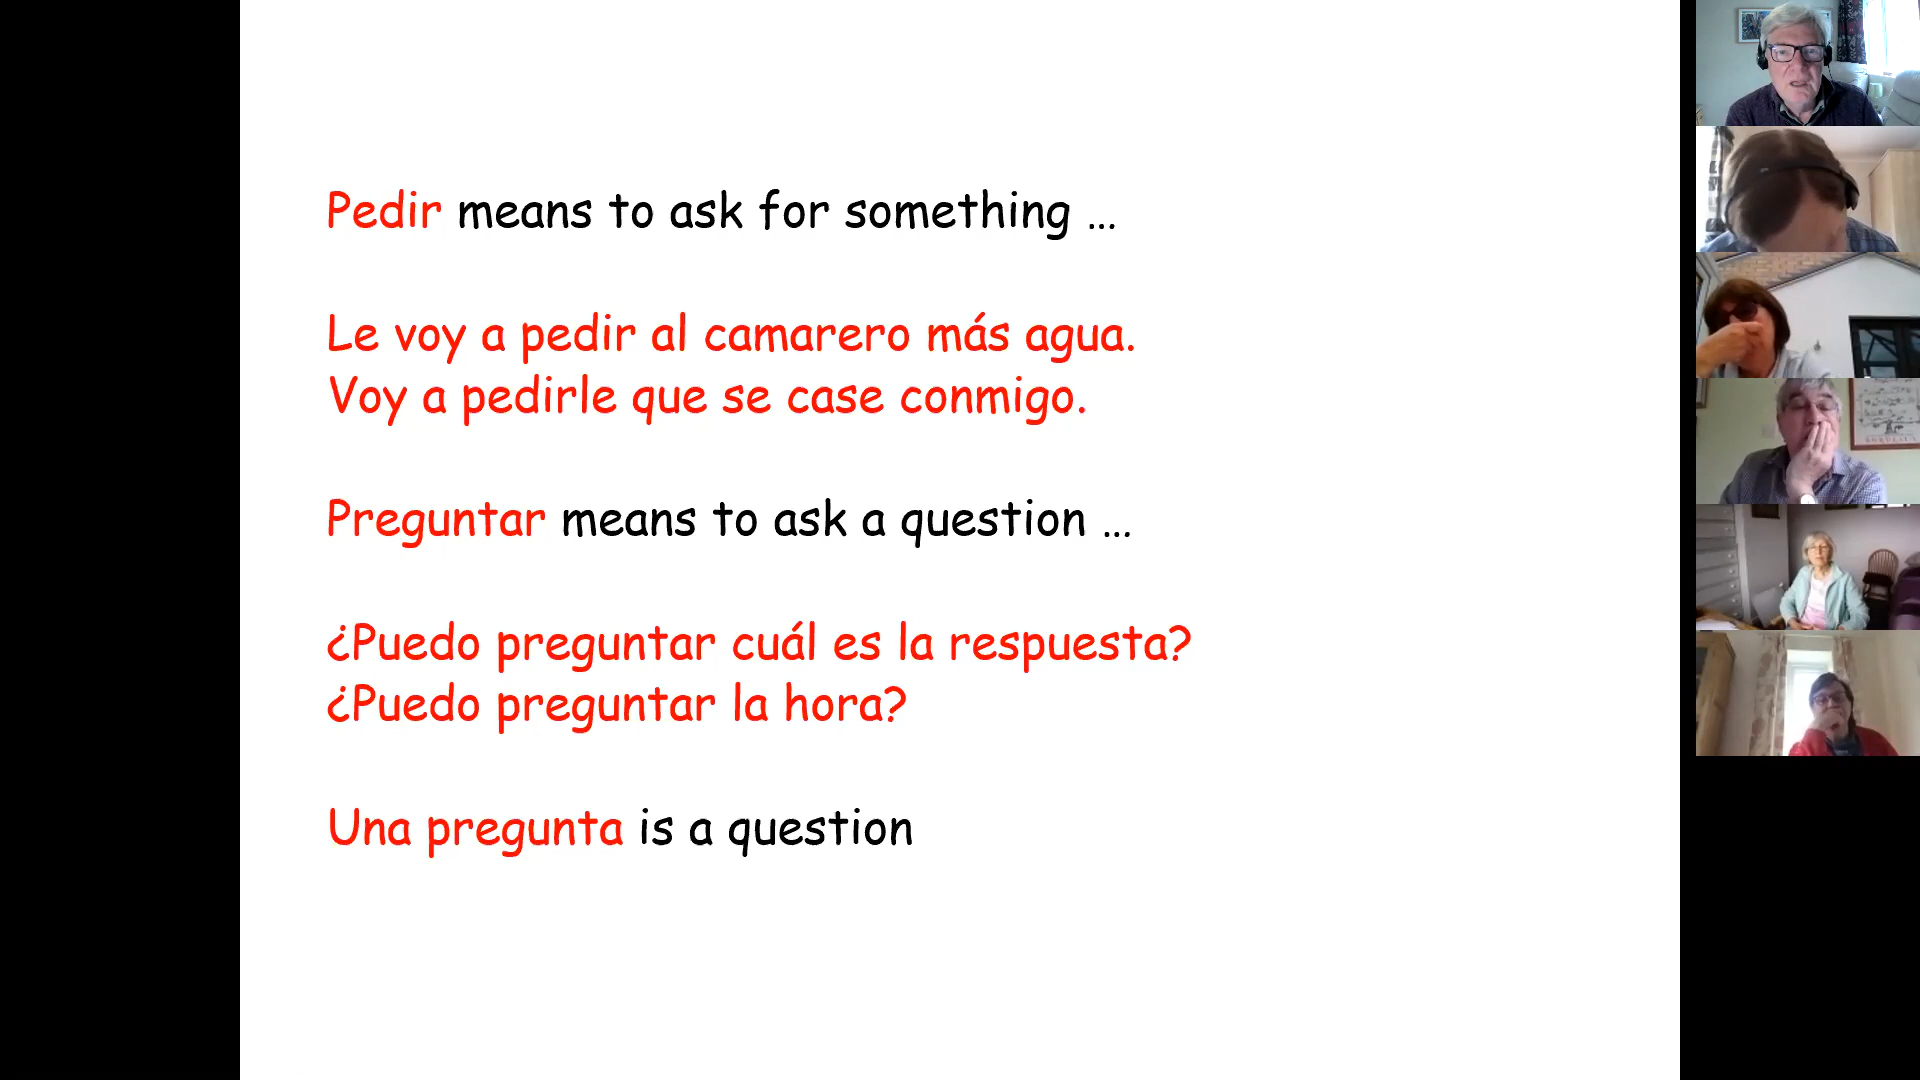 Pedir means to ask for something ...
Le voy a pedir al camarero más agua.
Voy a pedirle que se case conmigo.
Preguntar means to ask a question ...
¿Puedo preguntar cuál es la respuesta?
¿Puedo preguntar la hora?
Una pregunta is a question
BORDEAUX